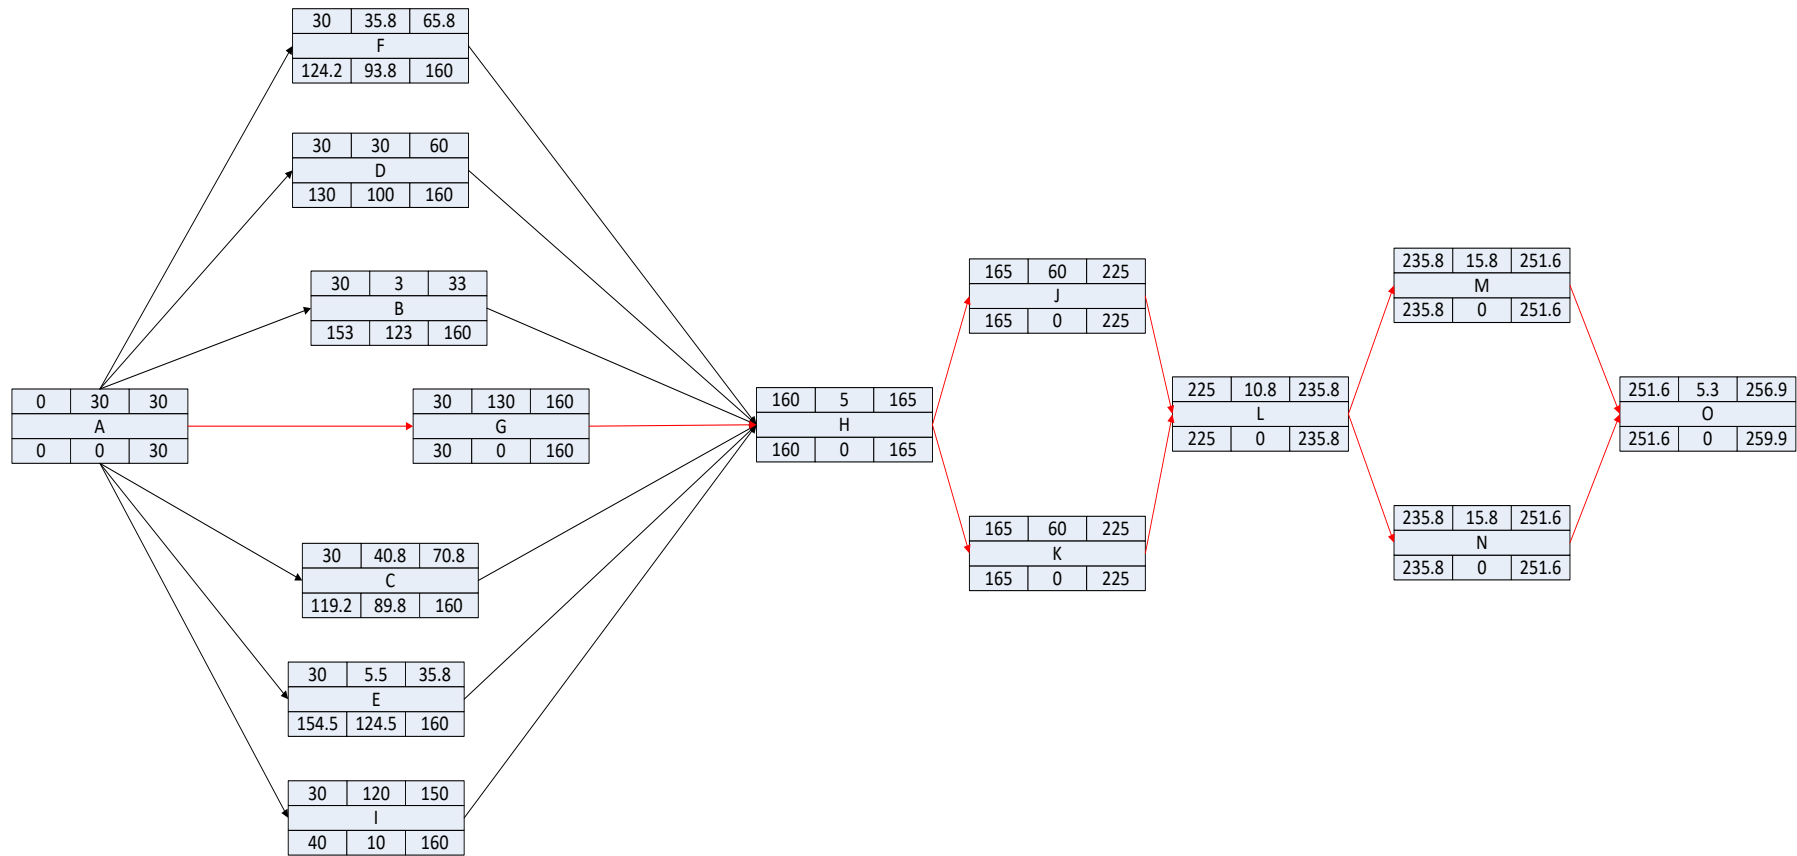 30 35.8 65.8
F
124.2 93.8 160
30 30 60
D
130 100 160
30 3 33
B
153 123 160
0 30 30
A
0 0 30
30 130 160
G
30 0 160
30 40.8 70.8
C
119.2 89.8 160
30 5.5 35.8
E
154.5 124.5 160
30 120 150
I
40 10 160
160 5 165
H
160 0 165
165 60 225
J
165 0 225
165 60 225
K
165 0 225
225 10.8 235.8
L
225 0 235.8
235.8 15.8 251.6
M
235.8 0 251.6
235.8 15.8 251.6
N
235.8 0 251.6
251.6 5.3 256.9
O
251.6 0 259.9